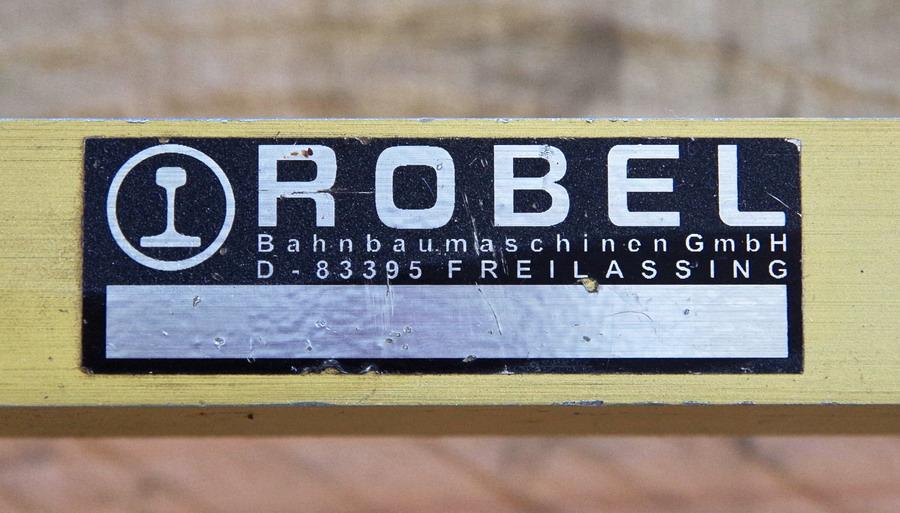 ROBEL
Bahnbaumaschinen GmbH
D - 83395 FREILASSING